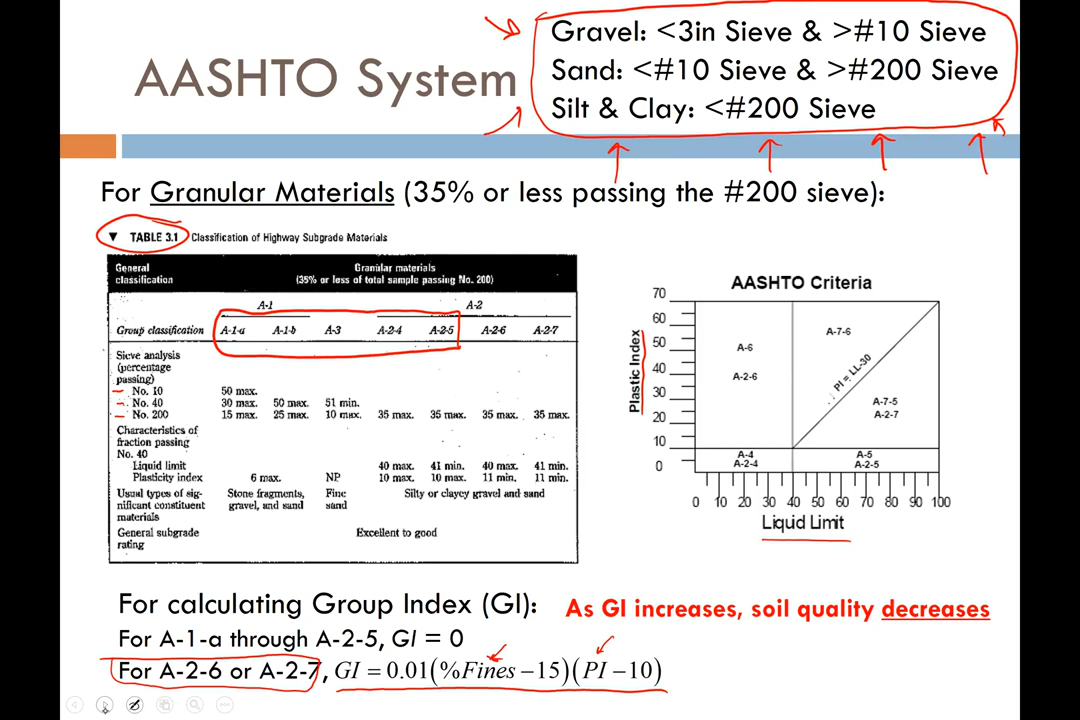 Gravel: <3in Sieve & >#10 Sieve
AASHTO System
Sand: <#10 Sieve & >#200 Sieve
Silt & Clay: <#200 Sieve
For Granular Materials (35% or less passing the #200 sieve):
▼ TABLE 3.1 Classification of Highway Subgrade Materials
General classification
Granular materials
(35% or less of total sample passing No. 200)
A-1 A-2
Group classification A-1-a A-1-b A-3 A-2-4 A-2-5 A-2-6 A-2-7
Sieve analysis
(percentage
passing)
No. 10 50 max.
No. 40 30 max. 50 max. 51 min.
No. 200 15 max. 25 max. 10 max. 35 max. 35 max. 35 max. 35 max.
Characteristics of
fraction passing
No. 40
Liquid limit 40 max. 41 min. 40 max. 41 min.
Plasticity index 6 max. NP 10 max. 10 max. 11 min. 11 min.
Usual types of sig- Stone fragments, Fine Silty or clayey gravel and sand
nificant constituent gravel, and sand sand
materials
General subgrade Excellent to good
rating
AASHTO Criteria
Plastic Index
70
60
50
40
30
20
10
0
A-6
A-2-6
A-7-6
PI = LL-30
A-7-5
A-2-7
A-4
A-2-4
A-5
A-2-5
0 10 20 30 40 50 60 70 80 90 100
Liquid Limit
For calculating Group Index (GI): As GI increases, soil quality decreases
For A-1-a through A-2-5, GI = 0
For A-2-6 or A-2-7, GI = 0.01(%Fines − 15)(PI − 10)